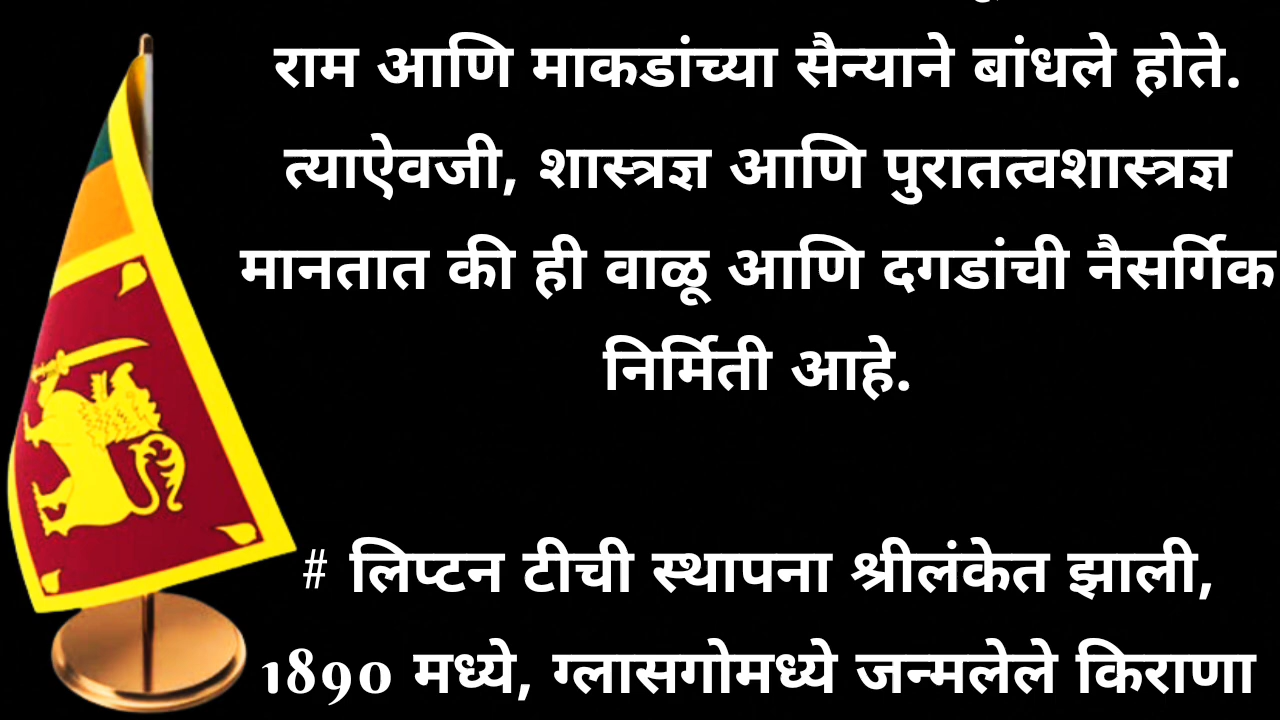 राम आणि माकडांच्या सैन्याने बांधले होते.
त्याऐवजी, शास्त्रज्ञ आणि पुरातत्वशास्त्रज्ञ
मानतात की ही वाळू आणि दगडांची नैसर्गिक
निर्मिती आहे.
# लिप्टन टीची स्थापना श्रीलंकेत झाली,
1890 मध्ये, ग्लासगोमध्ये जन्मलेले किराणा